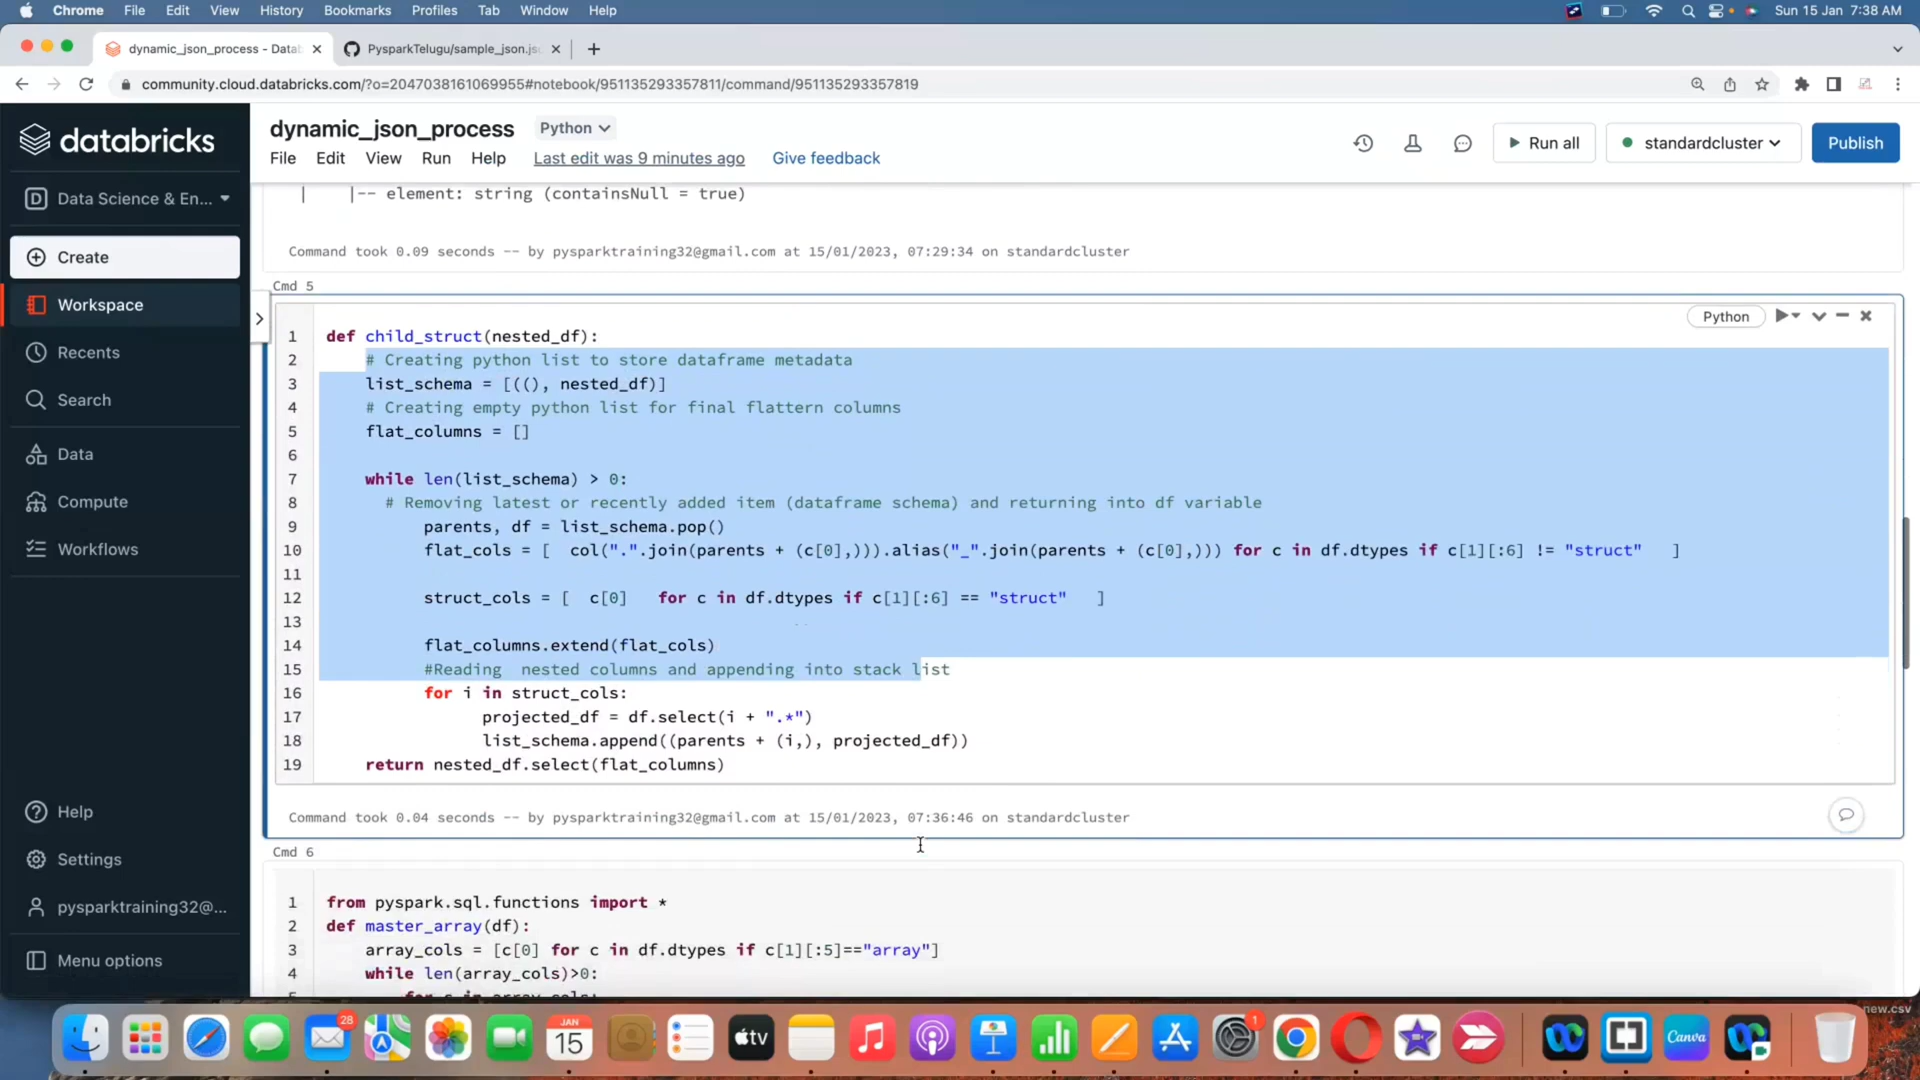 Chrome File Edit View History Bookmarks Profiles Tab Window Help Sun 15 Jan 7:38 AM
dynamic_json_process - Datab PysparkTelugu/sample_json.js
community.cloud.databricks.com/?o=2047038161069955#notebook/951135293357811/command/951135293357819
databricks
D Data Science & En...
Create
Workspace
Recents
Search
Data
Compute
Workflows
Help
Settings
pysparktraining32@...
Menu options
dynamic_json_process Python
File Edit View Run Help Last edit was 9 minutes ago Give feedback
Run all standardcluster Publish
| |-- element: string (containsNull = true)
Command took 0.09 seconds -- by pysparktraining32@gmail.com at 15/01/2023, 07:29:34 on standardcluster
Cmd 5
Python
1 def child_struct(nested_df):
2 # Creating python list to store dataframe metadata
3 list_schema = [((), nested_df)]
4 # Creating empty python list for final flattern columns
5 flat_columns = []
6
7 while len(list_schema) > 0:
8 # Removing latest or recently added item (dataframe schema) and returning into df variable
9 parents, df = list_schema.pop()
10 flat_cols = [ col(".".join(parents + (c[0],))).alias("_".join(parents + (c[0],))) for c in df.dtypes if c[1][:6] != "struct" ]
11
12 struct_cols = [ c[0] for c in df.dtypes if c[1][:6] == "struct" ]
13
14 flat_columns.extend(flat_cols)
15 #Reading nested columns and appending into stack list
16 for i in struct_cols:
17 projected_df = df.select(i + ".*")
18 list_schema.append((parents + (i,), projected_df))
19 return nested_df.select(flat_columns)
Command took 0.04 seconds -- by pysparktraining32@gmail.com at 15/01/2023, 07:36:46 on standardcluster
Cmd 6
1 from pyspark.sql.functions import *
2 def master_array(df):
3 array_cols = [c[0] for c in df.dtypes if c[1][:5]=="array"]
4 while len(array_cols)>0:
5 for c in array_cols:
new.csv
28
JAN
15
tv
1
Canva